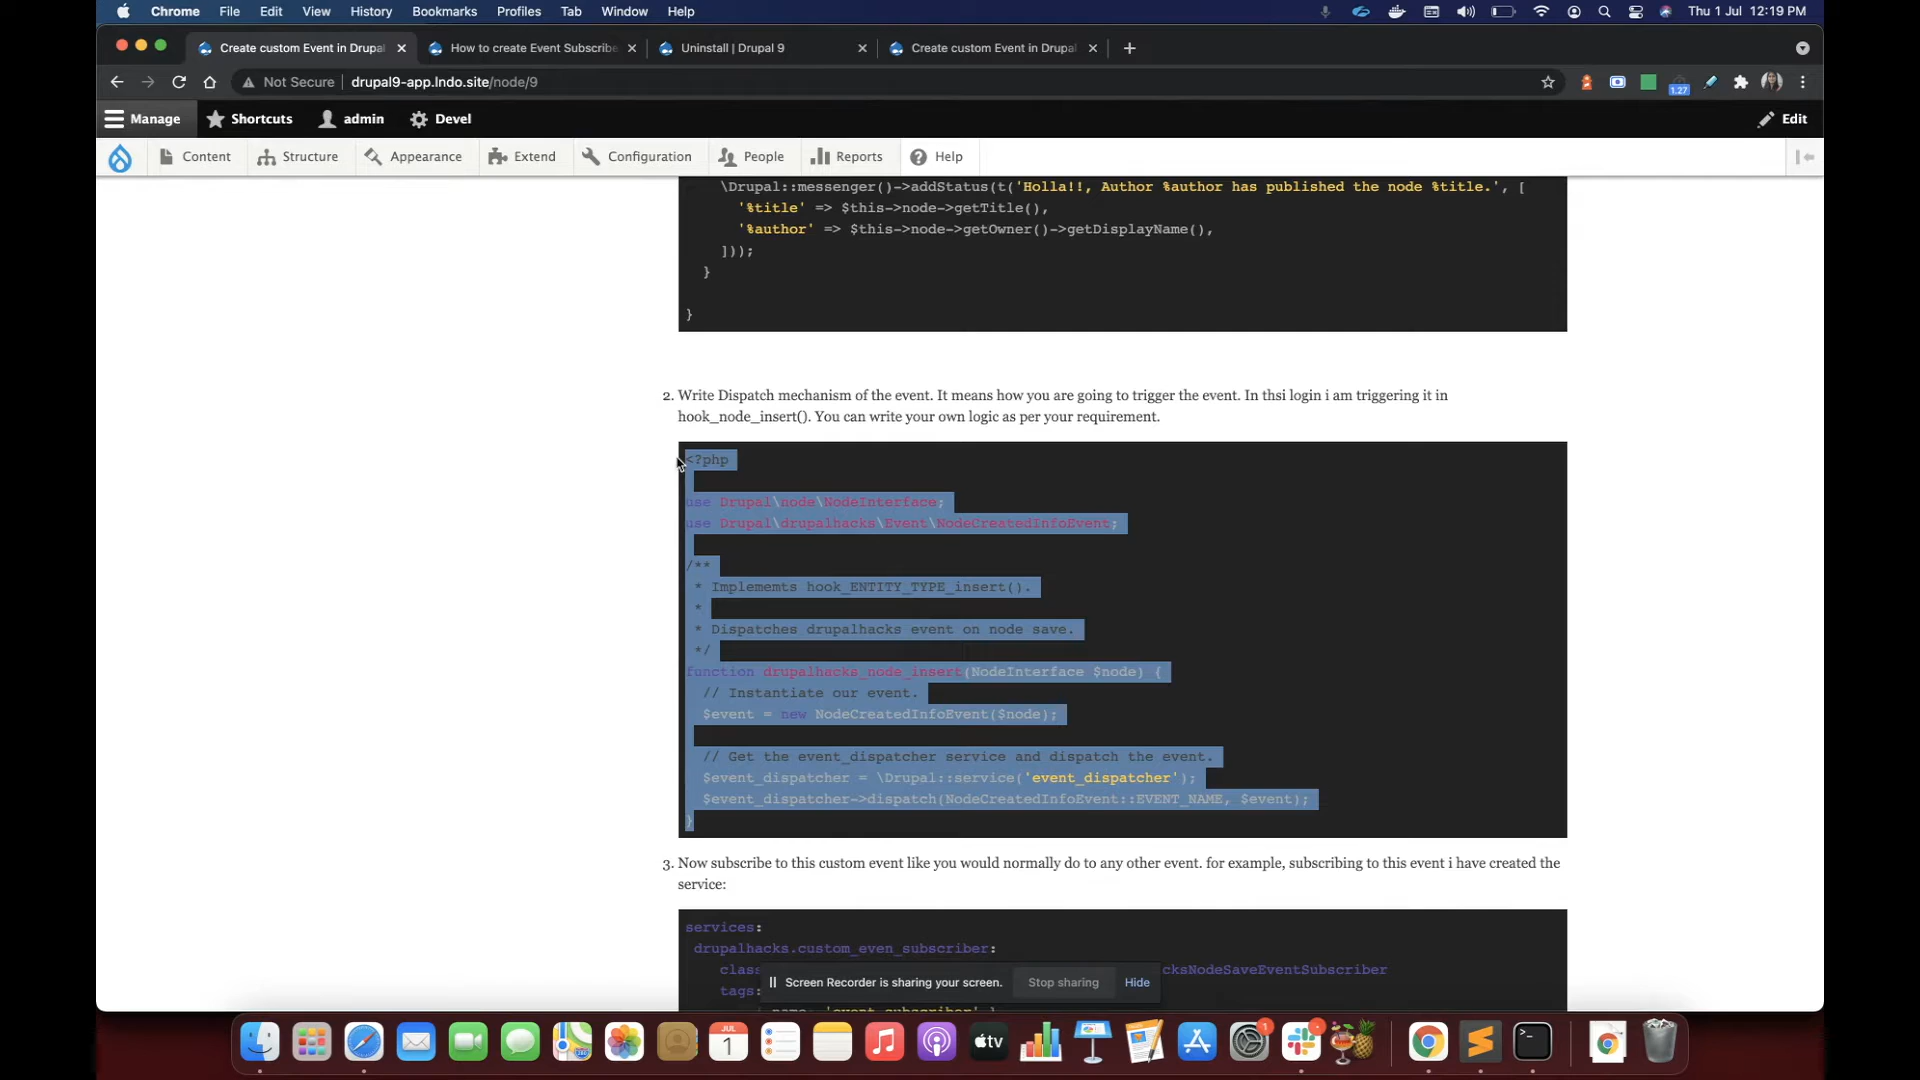 Chrome File Edit View History Bookmarks Profiles Tab Window Help Thu 1 Jul 12:19 PM
Create custom Event in Drupal How to create Event Subscribe Uninstall | Drupal 9 Create custom Event in Drupal
Not Secure drupal9-app.lndo.site/node/9
1.27
Manage Shortcuts admin Devel Edit
Content Structure Appearance Extend Configuration People Reports Help
\Drupal::messenger()->addStatus(t('Holla!!, Author %author has published the node %title.', [
'%title' => $this->node->getTitle(),
'%author' => $this->node->getOwner()->getDisplayName(),
]));
}
}
2. Write Dispatch mechanism of the event. It means how you are going to trigger the event. In thsi login i am triggering it in
hook_node_insert(). You can write your own logic as per your requirement.
<?php
use Drupal\node\NodeInterface;
use Drupal\drupalhacks\Event\NodeCreatedInfoEvent;
/**
* Implememts hook_ENTITY_TYPE_insert().
*
* Dispatches drupalhacks event on node save.
*/
function drupalhacks_node_insert(NodeInterface $node) {
// Instantiate our event.
$event = new NodeCreatedInfoEvent($node);
// Get the event_dispatcher service and dispatch the event.
$event_dispatcher = \Drupal::service('event_dispatcher');
$event_dispatcher->dispatch(NodeCreatedInfoEvent::EVENT_NAME, $event);
}
3. Now subscribe to this custom event like you would normally do to any other event. for example, subscribing to this event i have created the
service:
services:
drupalhacks.custom_even_subscriber:
clas cksNodeSaveEventSubscriber
Screen Recorder is sharing your screen. Stop sharing Hide
tags:
JUL
1
tv
1